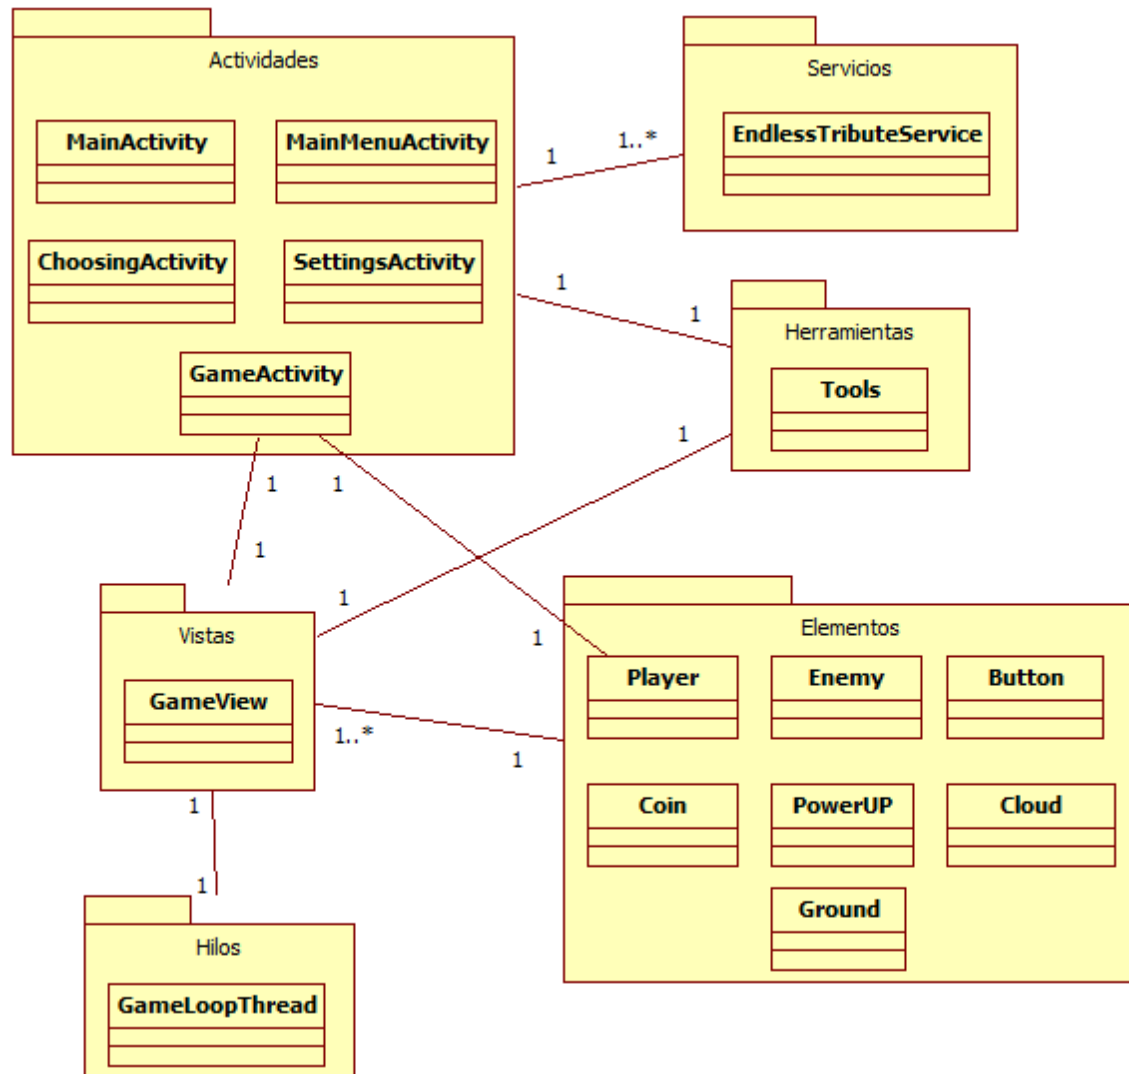 Actividades
MainActivity
MainMenuActivity
ChoosingActivity
SettingsActivity
GameActivity
Servicios
EndlessTributeService
1
1..*
1
1
Herramientas
Tools
1
1
1
1
1
1
Vistas
GameView
1..*
1
Elementos
Player
Enemy
Button
Coin
PowerUP
Cloud
Ground
1
1
Hilos
GameLoopThread